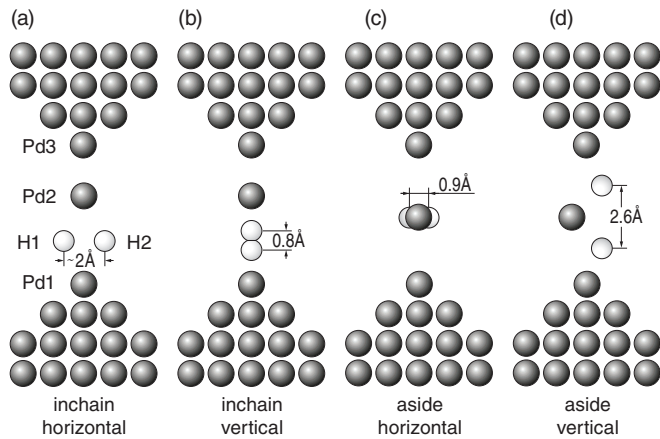 (a)
(b)
(c)
(d)
Pd3
0.9Å
Pd2
H1
H2
0.8Å
2.6Å
~2Å
Pd1
inchain
horizontal
inchain
vertical
aside
horizontal
aside
vertical